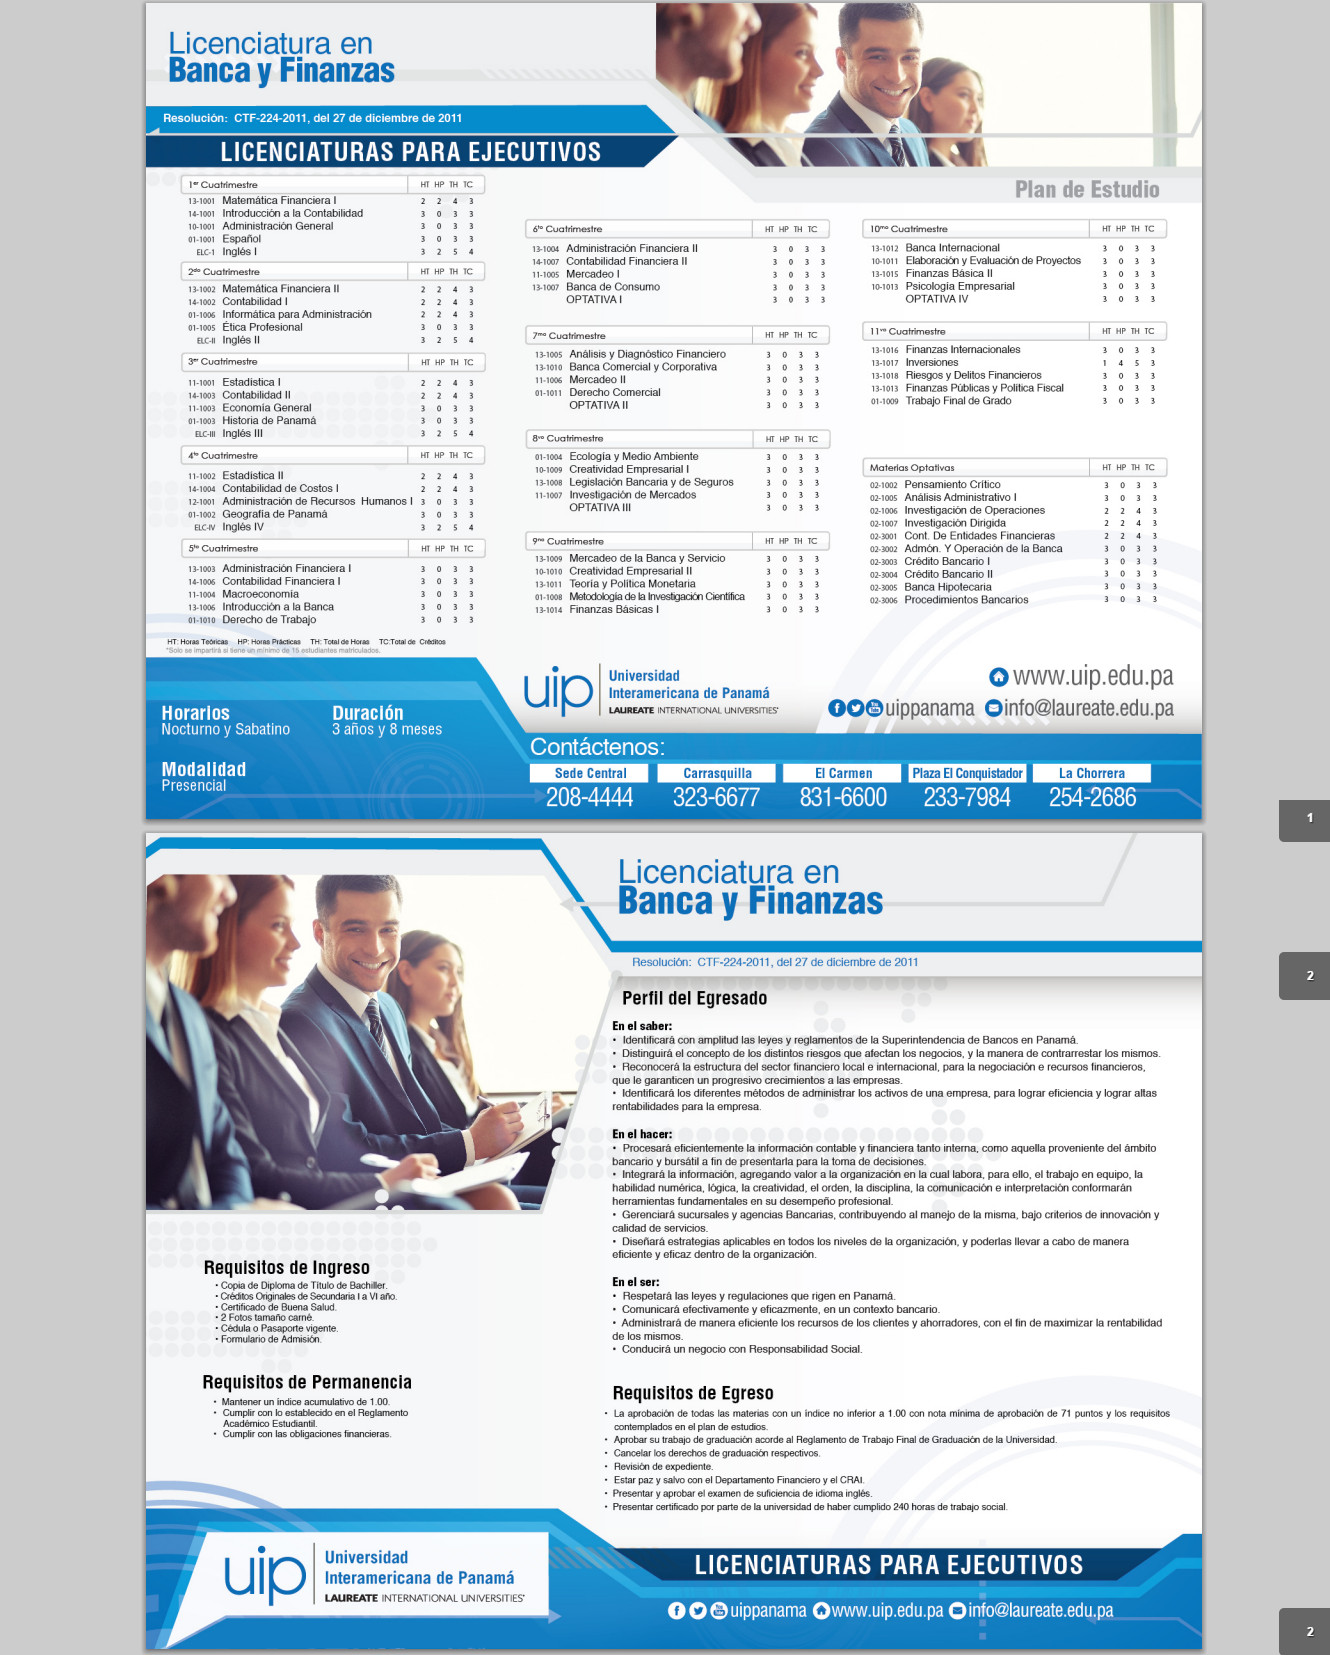 Licenciatura en
Banca y Finanzas
Resolución: CTF-224-2011, del 27 de diciembre de 2011
LICENCIATURAS PARA EJECUTIVOS
Plan de Estudio
1er Cuatrimestre HT HP TH TC
13-1001 Matemática Financiera I 2 2 4 3
14-1001 Introducción a la Contabilidad 3 0 3 3
10-1001 Administración General 3 0 3 3
01-1001 Español 3 0 3 3
ELC-1 Inglés I 3 2 5 4
2do Cuatrimestre HT HP TH TC
13-1002 Matemática Financiera II 2 2 4 3
14-1002 Contabilidad I 2 2 4 3
01-1006 Informática para Administración 2 2 4 3
01-1005 Ética Profesional 3 0 3 3
ELC-II Inglés II 3 2 5 4
3er Cuatrimestre HT HP TH TC
11-1001 Estadística I 2 2 4 3
14-1003 Contabilidad II 2 2 4 3
11-1003 Economía General 3 0 3 3
01-1003 Historia de Panamá 3 0 3 3
ELC-III Inglés III 3 2 5 4
4to Cuatrimestre HT HP TH TC
11-1002 Estadística II 2 2 4 3
14-1004 Contabilidad de Costos I 2 2 4 3
12-1001 Administración de Recursos Humanos I 3 0 3 3
01-1002 Geografía de Panamá 3 0 3 3
ELC-IV Inglés IV 3 2 5 4
5to Cuatrimestre HT HP TH TC
13-1003 Administración Financiera I 3 0 3 3
14-1006 Contabilidad Financiera I 3 0 3 3
11-1004 Macroeconomía 3 0 3 3
13-1006 Introducción a la Banca 3 0 3 3
01-1010 Derecho de Trabajo 3 0 3 3
HT: Horas Teóricas HP: Horas Prácticas TH: Total de Horas TC:Total de Créditos
*Solo se impartirá si tiene un mínimo de 15 estudiantes matriculados.
6to Cuatrimestre HT HP TH TC
13-1004 Administración Financiera II 3 0 3 3
14-1007 Contabilidad Financiera II 3 0 3 3
11-1005 Mercadeo I 3 0 3 3
13-1007 Banca de Consumo 3 0 3 3
OPTATIVA I 3 0 3 3
7mo Cuatrimestre HT HP TH TC
13-1005 Análisis y Diagnóstico Financiero 3 0 3 3
13-1010 Banca Comercial y Corporativa 3 0 3 3
11-1006 Mercadeo II 3 0 3 3
01-1011 Derecho Comercial 3 0 3 3
OPTATIVA II 3 0 3 3
8vo Cuatrimestre HT HP TH TC
01-1004 Ecología y Medio Ambiente 3 0 3 3
10-1009 Creatividad Empresarial I 3 0 3 3
13-1008 Legislación Bancaria y de Seguros 3 0 3 3
11-1007 Investigación de Mercados 3 0 3 3
OPTATIVA III 3 0 3 3
9no Cuatrimestre HT HP TH TC
13-1009 Mercadeo de la Banca y Servicio 3 0 3 3
10-1010 Creatividad Empresarial II 3 0 3 3
13-1011 Teoría y Política Monetaria 3 0 3 3
01-1008 Metodología de la Investigación Científica 3 0 3 3
13-1014 Finanzas Básicas I 3 0 3 3
10mo Cuatrimestre HT HP TH TC
13-1012 Banca Internacional 3 0 3 3
10-1011 Elaboración y Evaluación de Proyectos 3 0 3 3
13-1015 Finanzas Básica II 3 0 3 3
10-1013 Psicología Empresarial 3 0 3 3
OPTATIVA IV 3 0 3 3
11vo Cuatrimestre HT HP TH TC
13-1016 Finanzas Internacionales 3 0 3 3
13-1017 Inversiones 1 4 5 3
13-1018 Riesgos y Delitos Financieros 3 0 3 3
13-1013 Finanzas Públicas y Política Fiscal 3 0 3 3
01-1009 Trabajo Final de Grado 3 0 3 3
Materias Optativas HT HP TH TC
02-1002 Pensamiento Crítico 3 0 3 3
02-1005 Análisis Administrativo I 3 0 3 3
02-1006 Investigación de Operaciones 2 2 4 3
02-1007 Investigación Dirigida 2 2 4 3
02-3001 Cont. De Entidades Financieras 2 2 4 3
02-3002 Admón. Y Operación de la Banca 3 0 3 3
02-3003 Crédito Bancario I 3 0 3 3
02-3004 Crédito Bancario II 3 0 3 3
02-3005 Banca Hipotecaria 3 0 3 3
02-3006 Procedimientos Bancarios 3 0 3 3
Horarios
Nocturno y Sabatino
Duración
3 años y 8 meses
Modalidad
Presencial
uip
Universidad
Interamericana de Panamá
LAUREATE INTERNATIONAL UNIVERSITIES
www.uip.edu.pa
uippanama info@laureate.edu.pa
Contáctenos:
Sede Central Carrasquilla El Carmen Plaza El Conquistador La Chorrera
208-4444 323-6677 831-6600 233-7984 254-2686
1
Licenciatura en
Banca y Finanzas
Resolución: CTF-224-2011, del 27 de diciembre de 2011
2
Perfil del Egresado
En el saber:
• Identificará con amplitud las leyes y reglamentos de la Superintendencia de Bancos en Panamá.
• Distinguirá el concepto de los distintos riesgos que afectan los negocios, y la manera de contrarrestar los mismos.
• Reconocerá la estructura del sector financiero local e internacional, para la negociación e recursos financieros,
que le garanticen un progresivo crecimientos a las empresas.
• Identificará los diferentes métodos de administrar los activos de una empresa, para lograr eficiencia y lograr altas
rentabilidades para la empresa.
En el hacer:
• Procesará eficientemente la información contable y financiera tanto interna, como aquella proveniente del ámbito
bancario y bursátil a fin de presentarla para la toma de decisiones.
• Integrará la información, agregando valor a la organización en la cual labora, para ello, el trabajo en equipo, la
habilidad numérica, lógica, la creatividad, el orden, la disciplina, la comunicación e interpretación conformarán
herramientas fundamentales en su desempeño profesional.
• Gerenciará sucursales y agencias Bancarias, contribuyendo al manejo de la misma, bajo criterios de innovación y
calidad de servicios.
• Diseñará estrategias aplicables en todos los niveles de la organización, y poderlas llevar a cabo de manera
eficiente y eficaz dentro de la organización.
En el ser:
• Respetará las leyes y regulaciones que rigen en Panamá.
• Comunicará efectivamente y eficazmente, en un contexto bancario.
• Administrará de manera eficiente los recursos de los clientes y ahorradores, con el fin de maximizar la rentabilidad
de los mismos.
• Conducirá un negocio con Responsabilidad Social.
Requisitos de Ingreso
• Copia de Diploma de Título de Bachiller.
• Créditos Originales de Secundaria I a VI año.
• Certificado de Buena Salud.
• 2 Fotos tamaño carné.
• Cédula o Pasaporte vigente.
• Formulario de Admisión.
Requisitos de Permanencia
• Mantener un índice acumulativo de 1.00.
• Cumplir con lo establecido en el Reglamento
Académico Estudiantil.
• Cumplir con las obligaciones financieras.
Requisitos de Egreso
• La aprobación de todas las materias con un índice no inferior a 1.00 con nota mínima de aprobación de 71 puntos y los requisitos
contemplados en el plan de estudios.
• Aprobar su trabajo de graduación acorde al Reglamento de Trabajo Final de Graduación de la Universidad.
• Cancelar los derechos de graduación respectivos.
• Revisión de expediente.
• Estar paz y salvo con el Departamento Financiero y el CRAI.
• Presentar y aprobar el examen de suficiencia de idioma inglés.
• Presentar certificado por parte de la universidad de haber cumplido 240 horas de trabajo social.
uip
Universidad
Interamericana de Panamá
LAUREATE INTERNATIONAL UNIVERSITIES
LICENCIATURAS PARA EJECUTIVOS
uippanama www.uip.edu.pa info@laureate.edu.pa
2